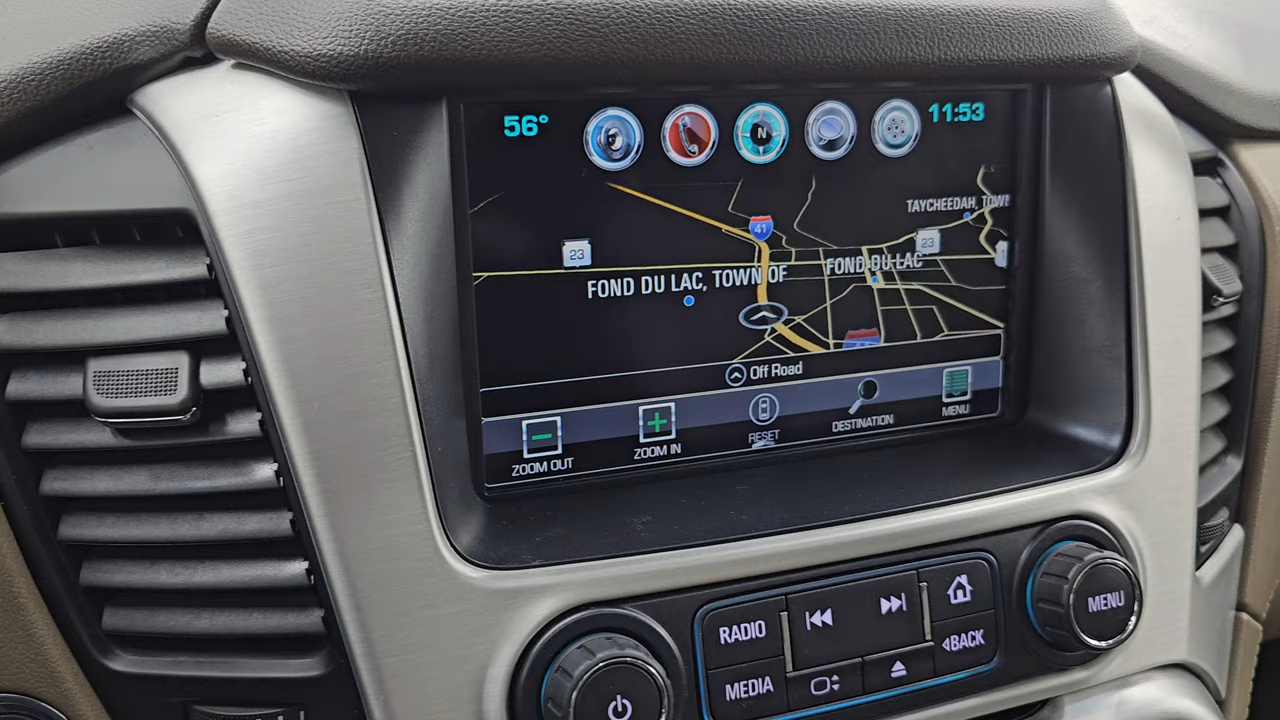 56°
N
11:53
TAYCHEEDAH, TOWN
41
23
23
FOND DU LAC
FOND DU LAC, TOWN OF
Off Road
ZOOM OUT
ZOOM IN
RESET
DESTINATION
MENU
RADIO
MEDIA
BACK
MENU